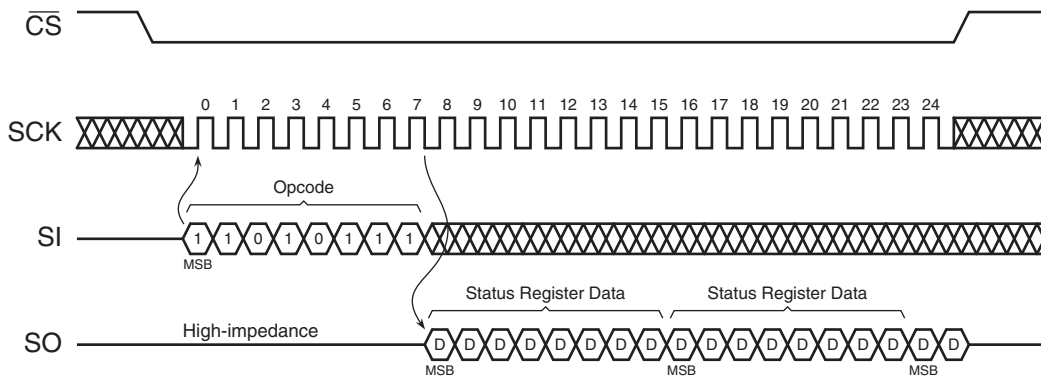 CS
0 1 2 3 4 5 6 7 8 9 10 11 12 13 14 15 16 17 18 19 20 21 22 23 24
SCK
Opcode
SI 1 1 0 1 0 1 1 1
MSB
Status Register Data Status Register Data
High-impedance
SO D D D D D D D D D D D D D D D D D D
MSB MSB MSB